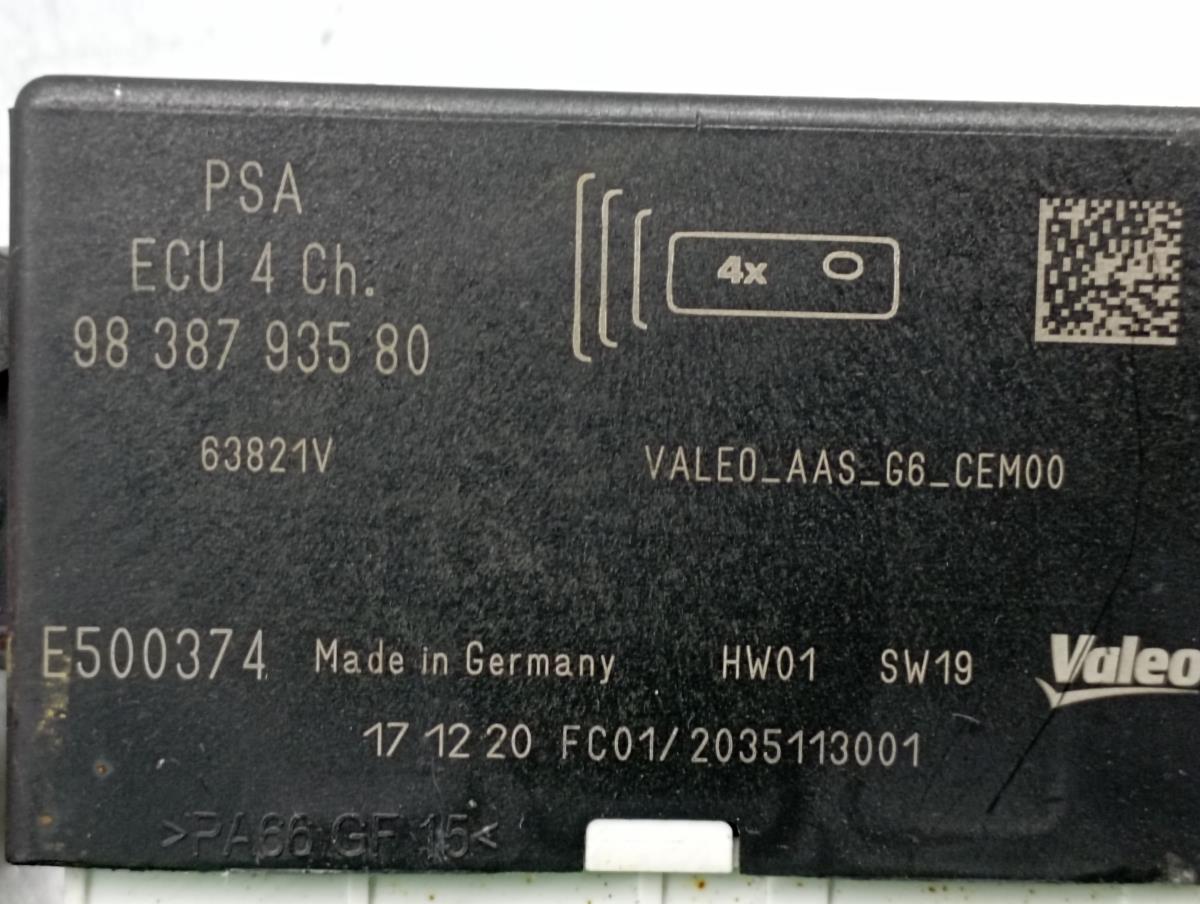 PSA
ECU 4 Ch.
98 387 935 80
4x
63821V
VALEO_AAS_G6_CEM00
E500374 Made in Germany HW01 SW19 Valeo
17 12 20 FC01/2035113001
>PA66 GF 15<